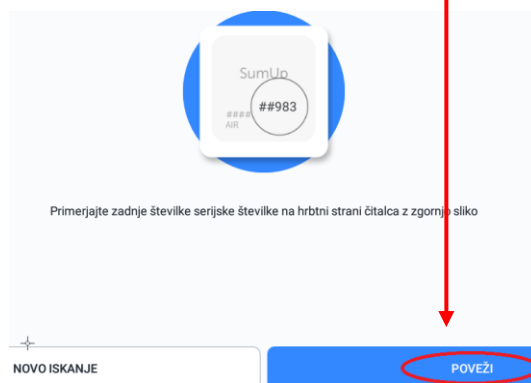 SumUp
##983
####
AIR
Primerjajte zadnje številke serijske številke na hrbtni strani čitalca z zgornjo sliko
NOVO ISKANJE
POVEŽI